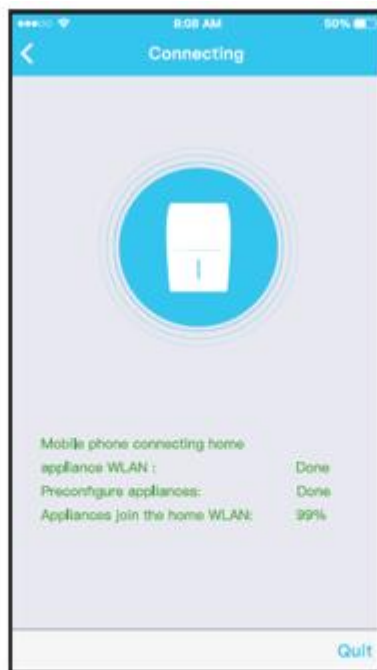 8:08 AM
50%
Connecting
Mobile phone connecting home
appliance WLAN : Done
Preconfigure appliances: Done
Appliances join the home WLAN: 99%
Quit